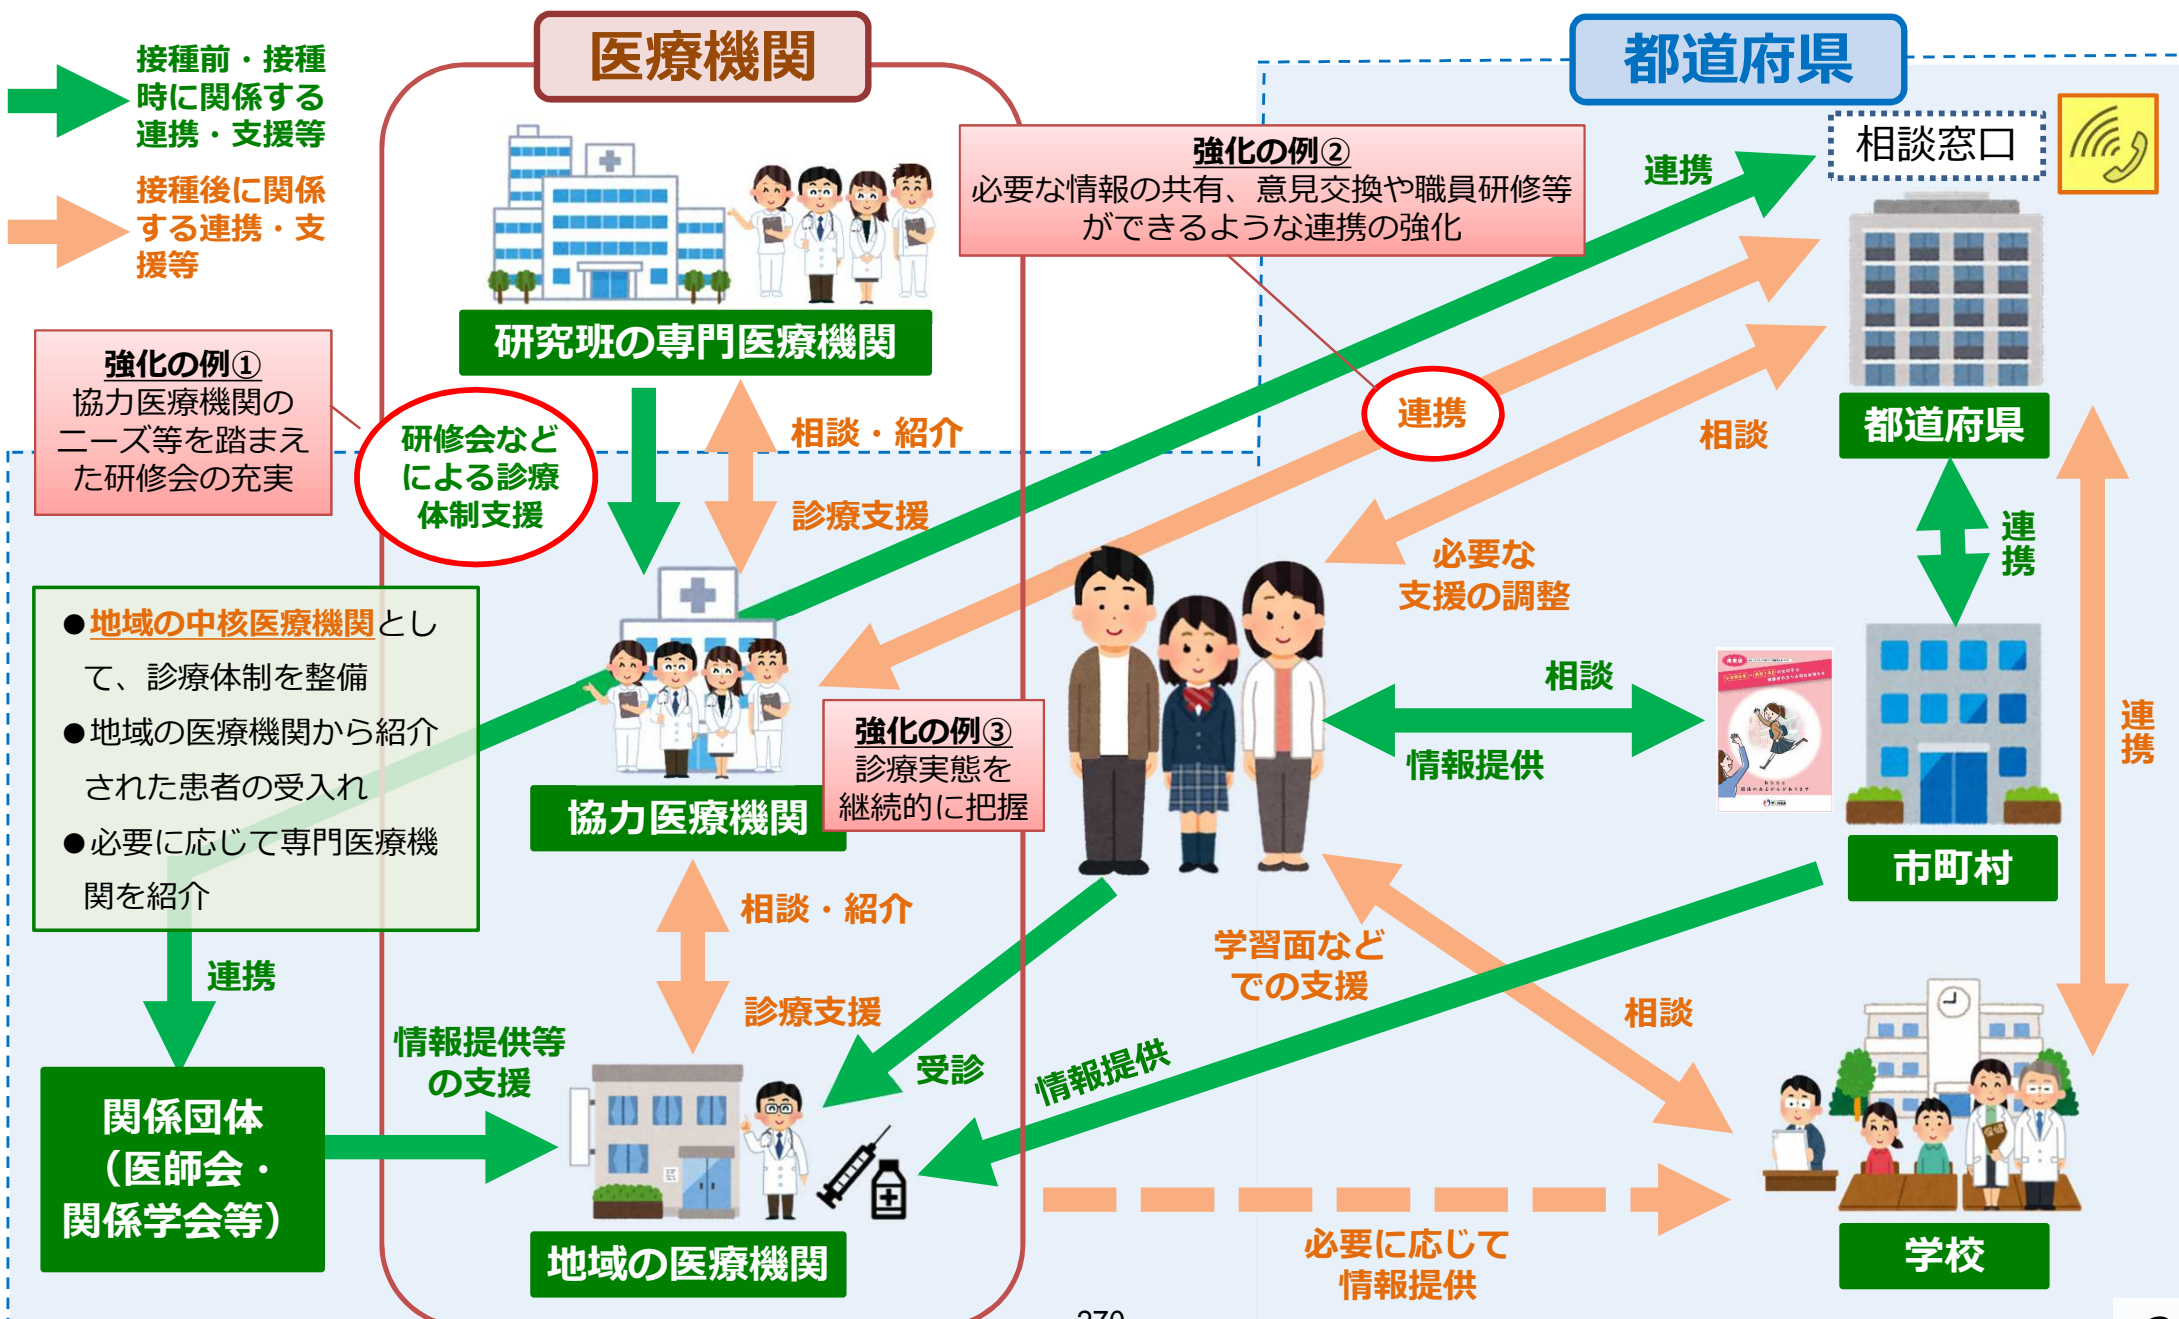 医療機関
都道府県
接種前・接種
時に関係する
連携・支援等
接種後に関係
する連携・支
援等
相談窓口
強化の例②
必要な情報の共有、意見交換や職員研修等
ができるような連携の強化
連携
研究班の専門医療機関
強化の例①
協力医療機関の
ニーズ等を踏まえ
た研修会の充実
研修会など
による診療
体制支援
相談・紹介
診療支援
連携
相談
都道府県
必要な
支援の調整
連携
●地域の中核医療機関とし
て、診療体制を整備
●地域の医療機関から紹介
された患者の受入れ
●必要に応じて専門医療機
関を紹介
強化の例③
診療実態を
継続的に把握
協力医療機関
相談
情報提供
連携
市町村
相談・紹介
診療支援
連携
学習面など
での支援
相談
情報提供等
の支援
受診
情報提供
関係団体
（医師会・
関係学会等）
地域の医療機関
必要に応じて
情報提供
学校